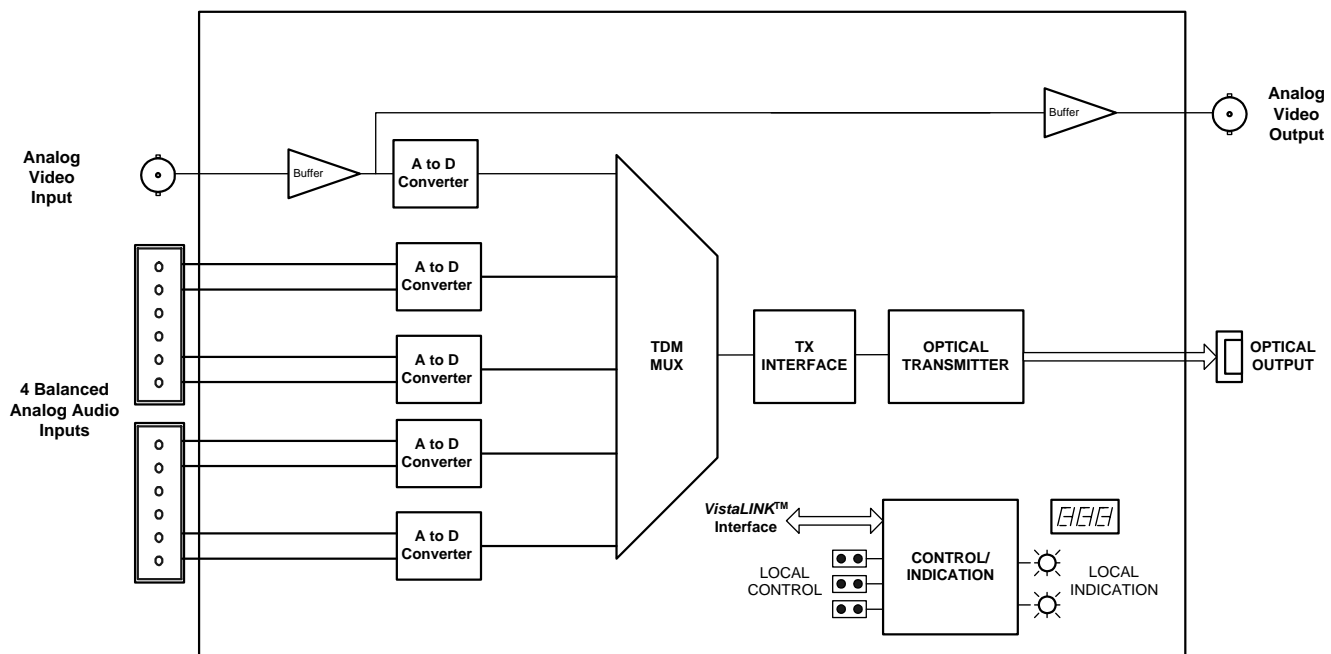 Analog
Video
Output
Buffer
Analog
Video
Input
Buffer
A to D
Converter
A to D
Converter
A to D
Converter
4 Balanced
Analog Audio
Inputs
A to D
Converter
A to D
Converter
TDM
MUX
TX
INTERFACE
OPTICAL
TRANSMITTER
OPTICAL
OUTPUT
VistaLINK™
Interface
LOCAL
CONTROL
CONTROL/
INDICATION
LOCAL
INDICATION